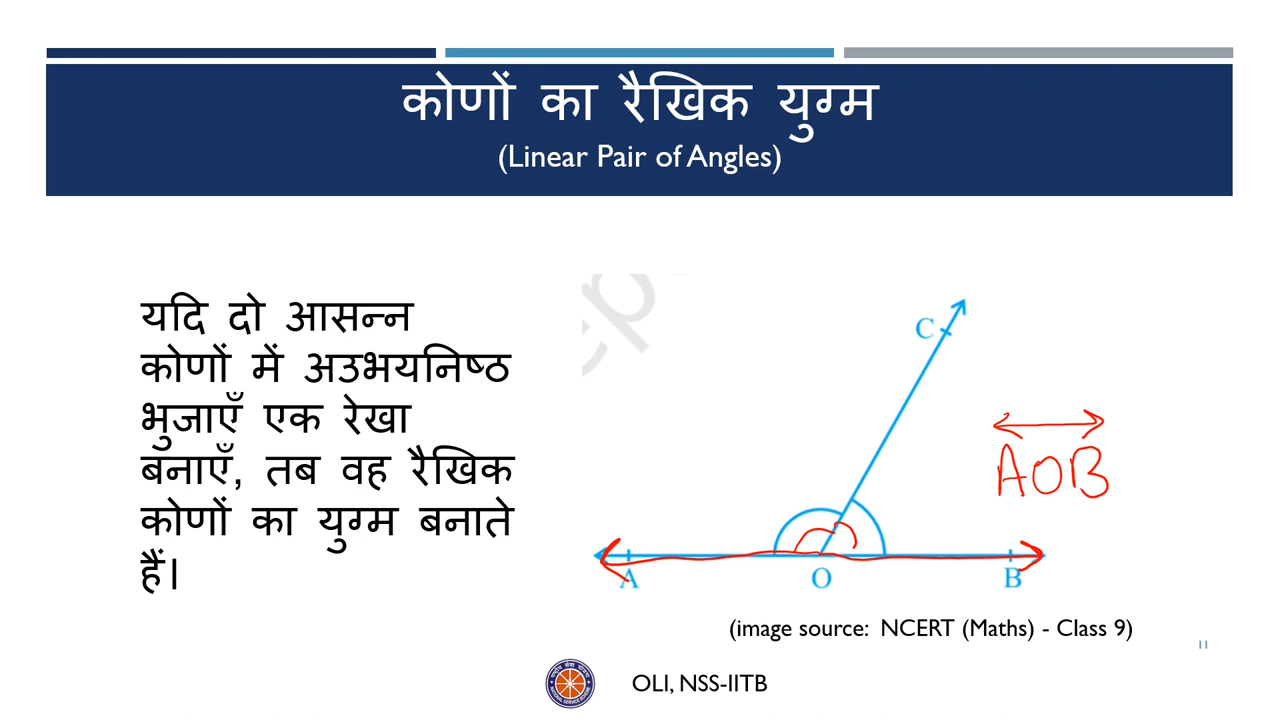 कोणों का रैखिक युग्म
(Linear Pair of Angles)
यदि दो आसन्न
कोणों में अउभयनिष्ठ
भुजाएँ एक रेखा
बनाएँ, तब वह रैखिक
कोणों का युग्म बनाते
हैं।
C
AOB
A
O
B
(image source: NCERT (Maths) - Class 9)
11
OLI, NSS-IITB